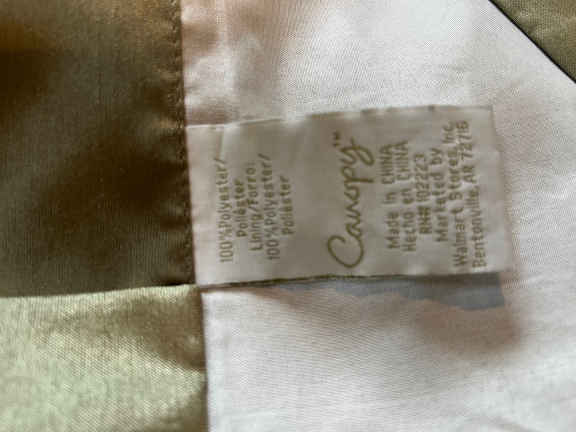 100%Polyester/
Poliéster
Lining/Forro:
100%Polyester/
Poliéster
Canopy™
Made in CHINA
Hecho en CHINA
RN# 102223
Marketed by
Walmart Stores, Inc.
Bentonville, AR 72716